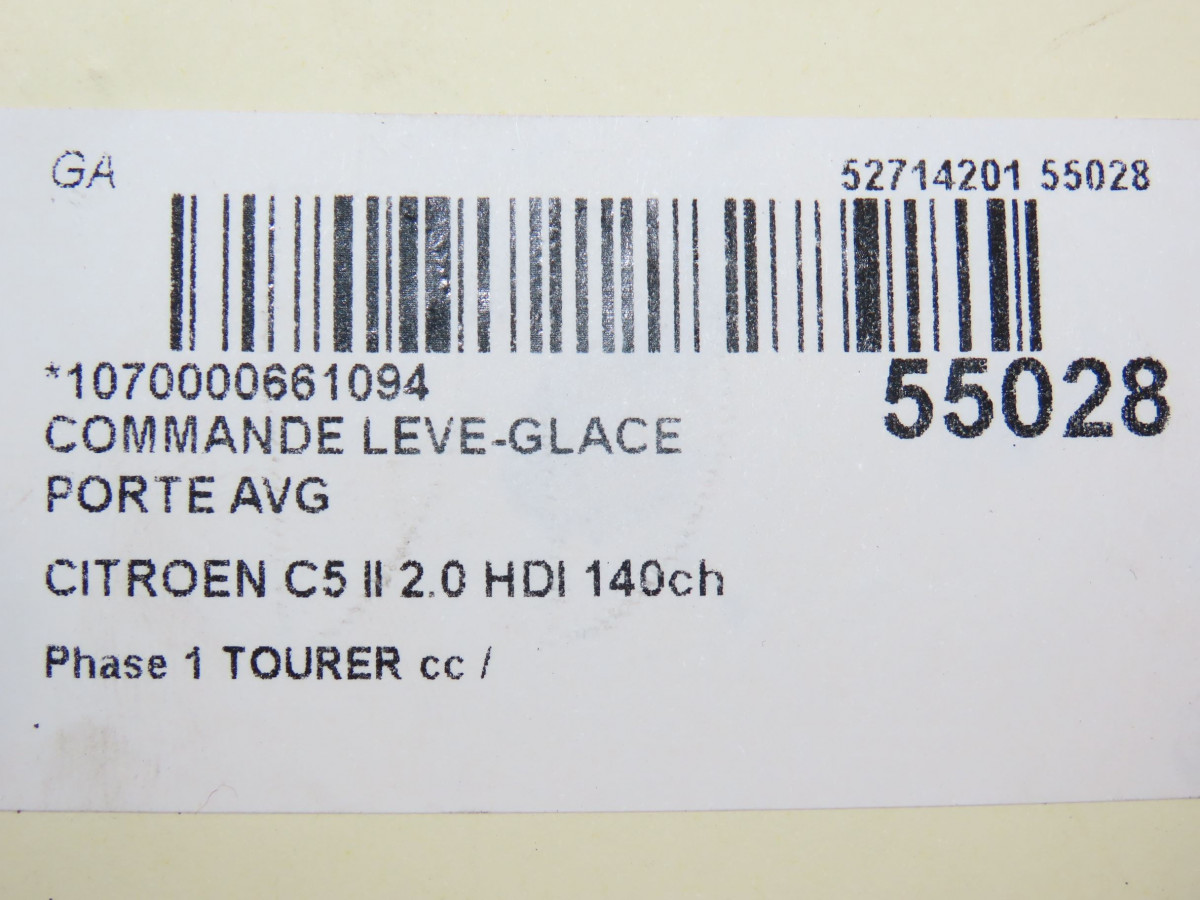 GA
52714201 55028
*1070000661094
55028
COMMANDE LEVE-GLACE
PORTE AVG
CITROEN C5 II 2.0 HDI 140ch
Phase 1 TOURER cc /